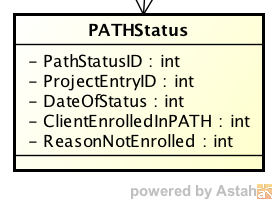 PATHStatus
- PathStatusID : int
- ProjectEntryID : int
- DateOfStatus : int
- ClientEnrolledInPATH : int
- ReasonNotEnrolled : int
powered by Astah